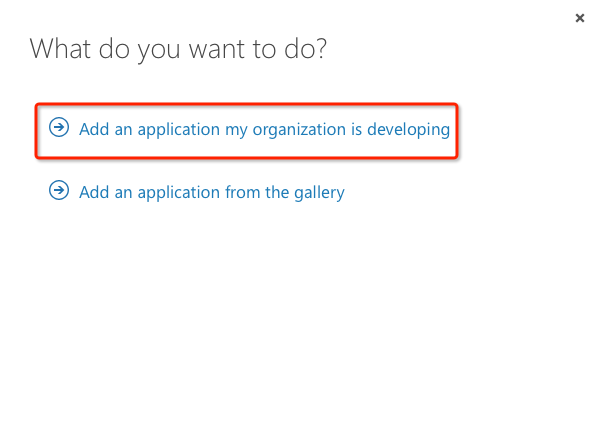 What do you want to do?
Add an application my organization is developing
Add an application from the gallery